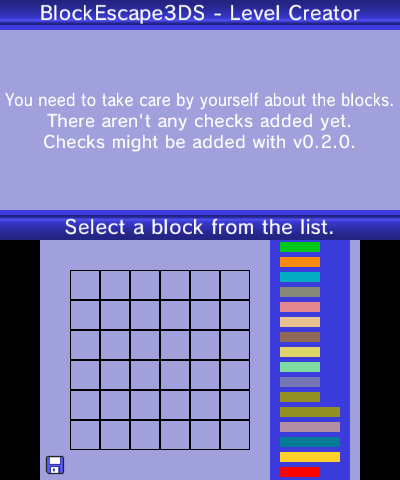 BlockEscape3DS - Level Creator
You need to take care by yourself about the blocks.
There aren't any checks added yet.
Checks might be added with v0.2.0.
Select a block from the list.